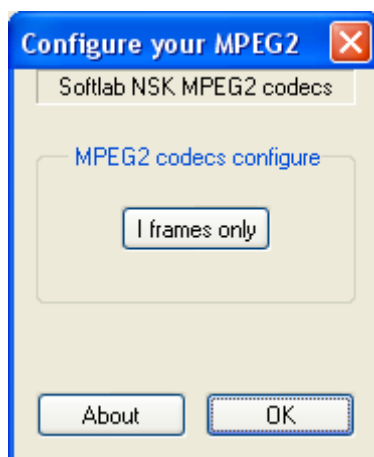 Configure your MPEG2
Softlab NSK MPEG2 codecs
MPEG2 codecs configure
I frames only
About
OK